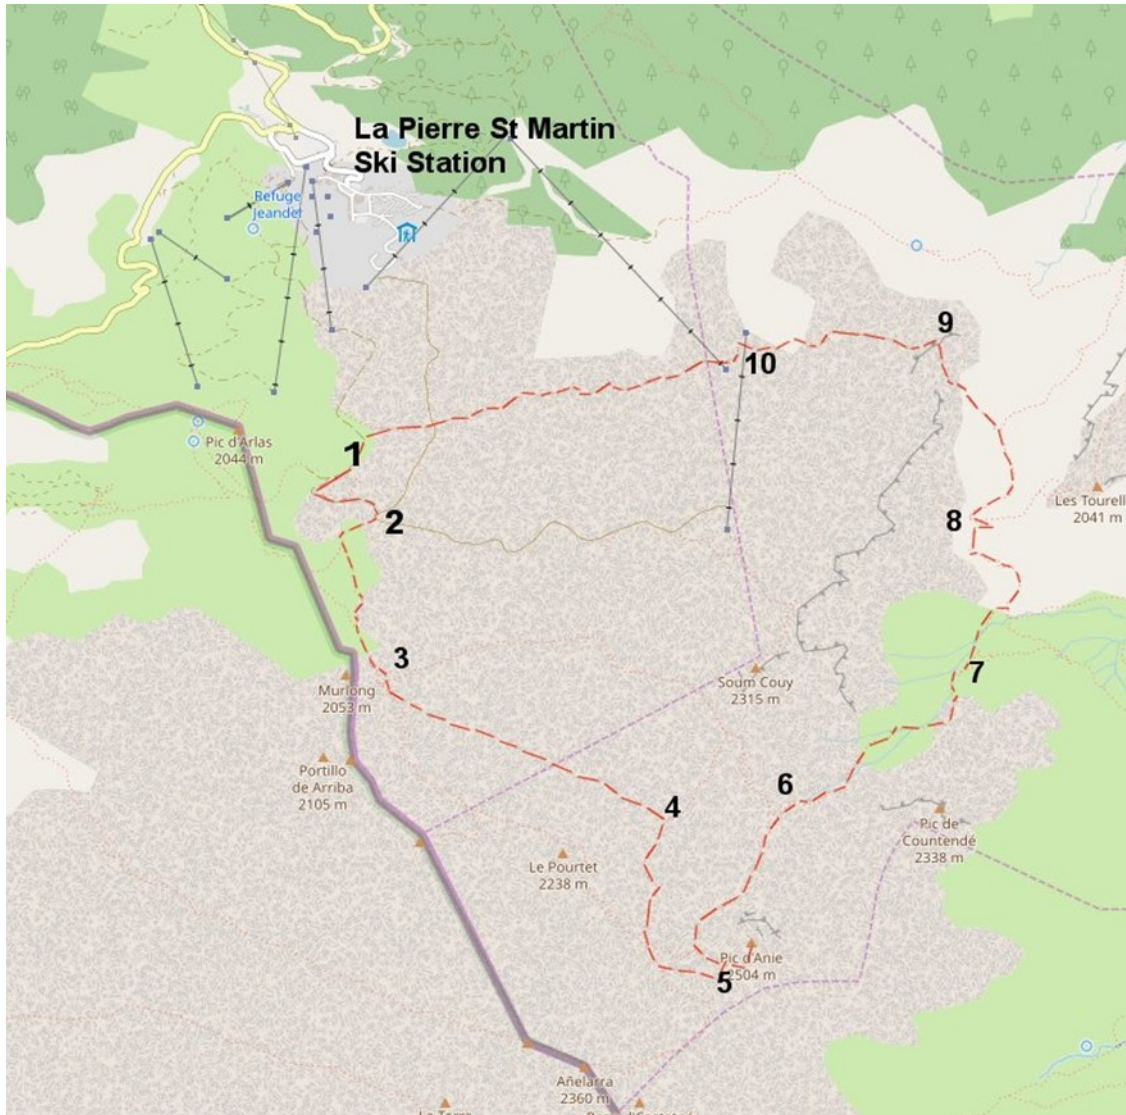 La Pierre St Martin
Ski Station
Refuge
Jeandel
9
10
Pic d'Arlas
2044 m
1
Les Tourell
2041 m
2
8
3
7
Soum Couy
2315 m
Murlong
2053 m
Portillo
de Arriba
2105 m
6
4
Pic de
Countendé
2338 m
Le Pourtet
2238 m
Pic d'Anie
2504 m
5
Añelarra
2360 m